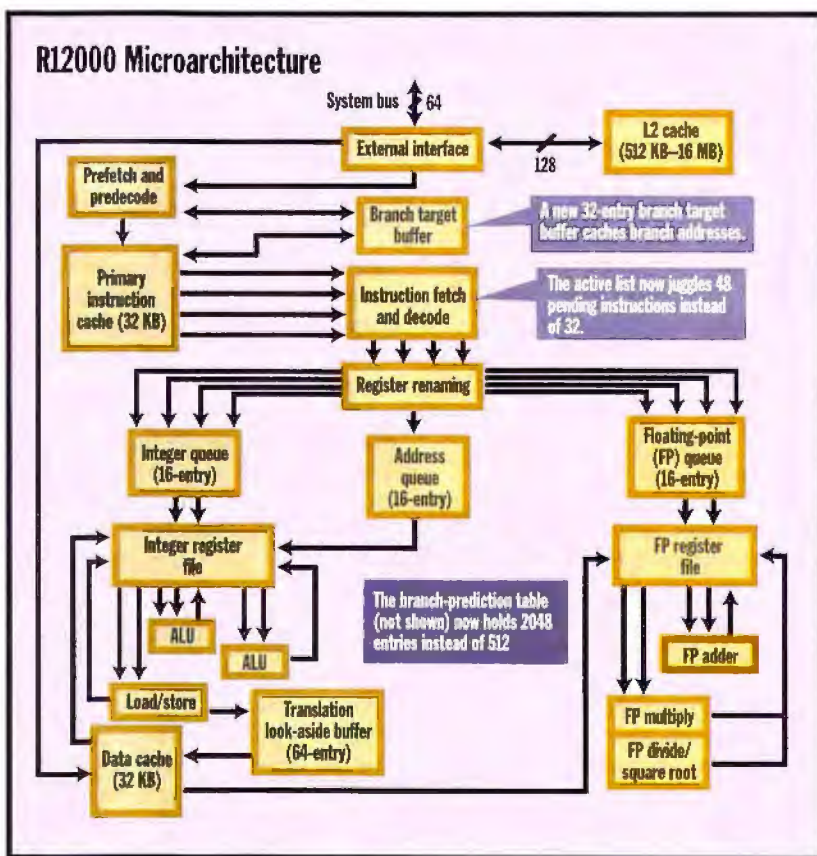 R12000 Microarchitecture
System bus
64
External interface
128
L2 cache
(512 KB–16 MB)
Prefetch and
predecode
Branch target
buffer
A new 32-entry branch target
buffer caches branch addresses.
Primary
instruction
cache (32 KB)
Instruction fetch
and decode
The active list now juggles 48
pending instructions instead
of 32.
Register renaming
Integer queue
(16-entry)
Address
queue
(16-entry)
Floating-point
(FP) queue
(16-entry)
Integer register
file
FP register
file
The branch-prediction table
(not shown) now holds 2048
entries instead of 512
ALU
ALU
FP adder
Load/store
Translation
look-aside buffer
(64-entry)
FP multiply
FP divide/
square root
Data cache
(32 KB)